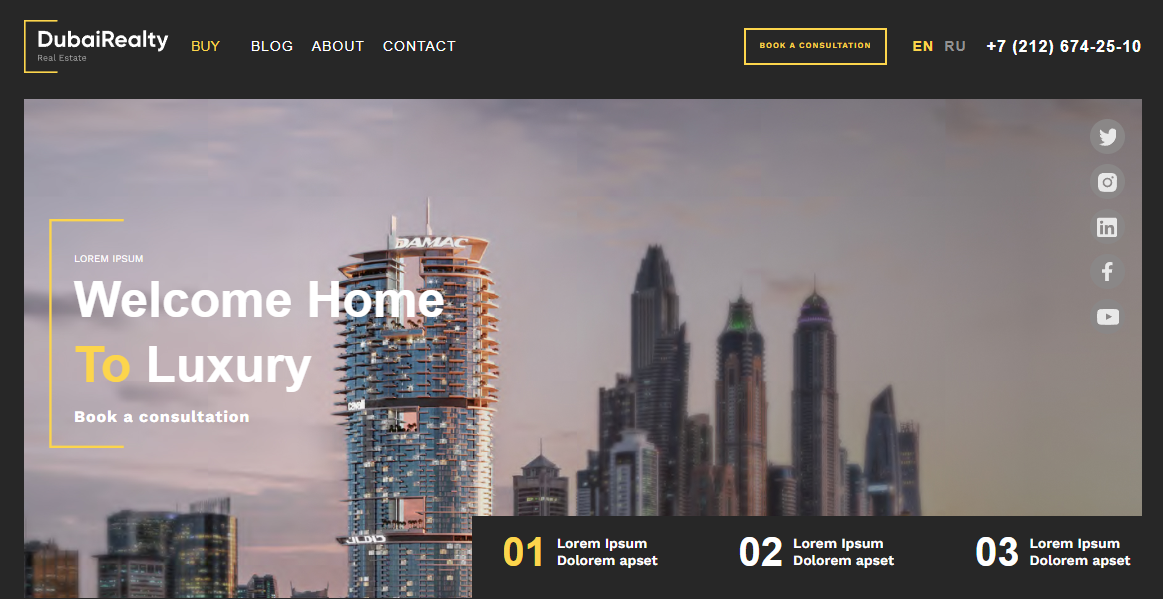 DubaiRealty
Real Estate
BUY BLOG ABOUT CONTACT
BOOK A CONSULTATION
EN RU
+7 (212) 674-25-10
DAMAC
LOREM IPSUM
Welcome Home
To Luxury
Book a consultation
cavalli
01 Lorem Ipsum
Dolorem apset
02 Lorem Ipsum
Dolorem apset
03 Lorem Ipsum
Dolorem apset